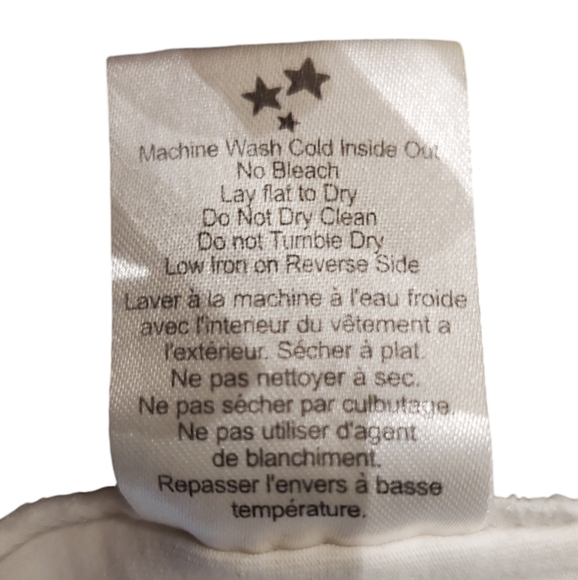 Machine Wash Cold Inside Out
No Bleach
Lay flat to Dry
Do Not Dry Clean
Do not Tumble Dry
Low Iron on Reverse Side
Laver à la machine à l'eau froide
avec l'interieur du vêtement a
l'extérieur. Sécher à plat.
Ne pas nettoyer à sec.
Ne pas sécher par culbutage.
Ne pas utiliser d'agent
de blanchiment.
Repasser l'envers à basse
température.